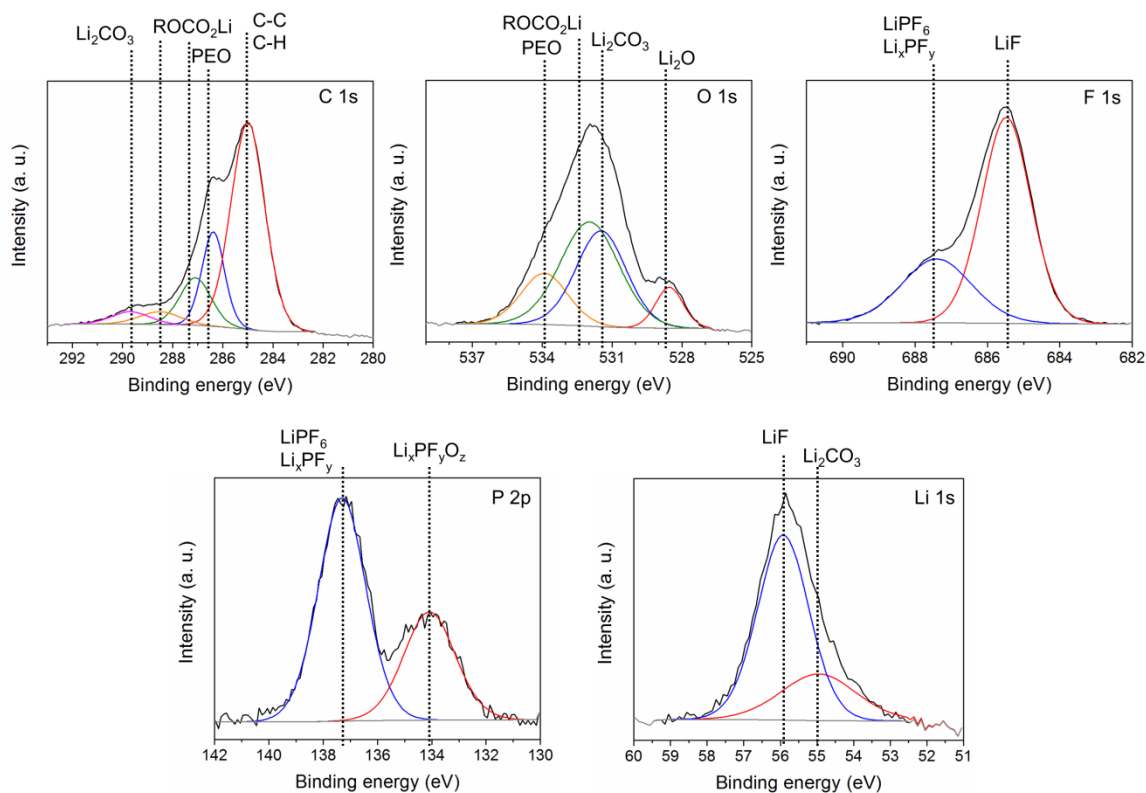 Li₂CO₃
ROCO₂Li
PEO
C-C
C-H
C 1s
Intensity (a. u.)
292 290 288 286 284 282 280
Binding energy (eV)
ROCO₂Li
PEO
Li₂CO₃
Li₂O
O 1s
Intensity (a. u.)
537 534 531 528 525
Binding energy (eV)
LiPF₆
LiₓPFᵧ
LiF
F 1s
Intensity (a. u.)
690 688 686 684 682
Binding energy (eV)
LiPF₆
LiₓPFᵧ
LiₓPFᵧO_z
P 2p
Intensity (a. u.)
142 140 138 136 134 132 130
Binding energy (eV)
LiF
Li₂CO₃
Li 1s
Intensity (a. u.)
60 59 58 57 56 55 54 53 52 51
Binding energy (eV)